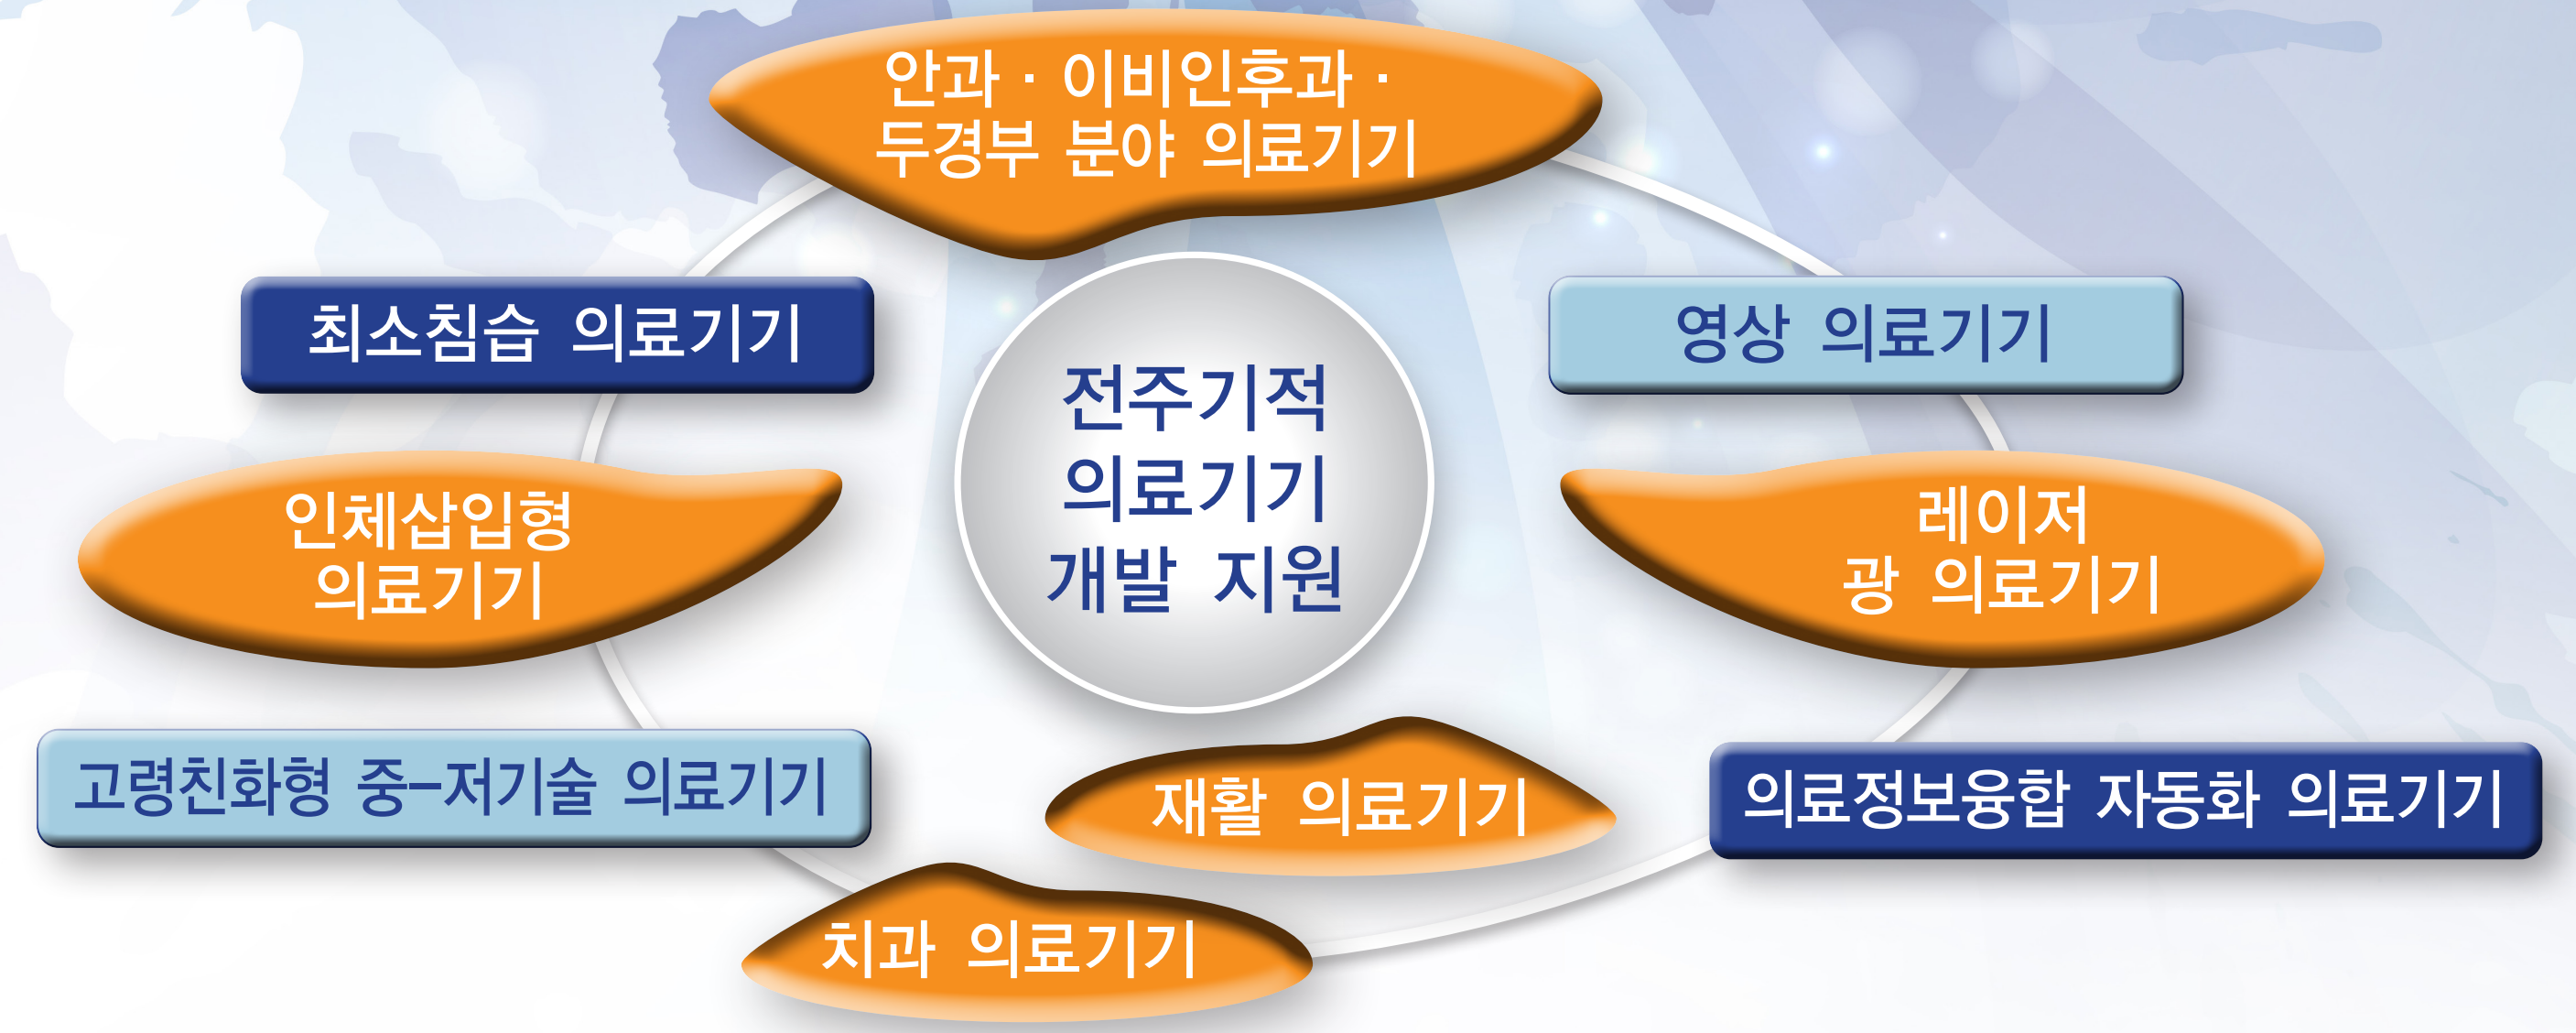 안과 · 이비인후과 ·
두경부 분야 의료기기
최소침습 의료기기
영상 의료기기
전주기적
의료기기
개발 지원
인체삽입형
의료기기
레이저
광 의료기기
고령친화형 중-저기술 의료기기
재활 의료기기
의료정보융합 자동화 의료기기
치과 의료기기